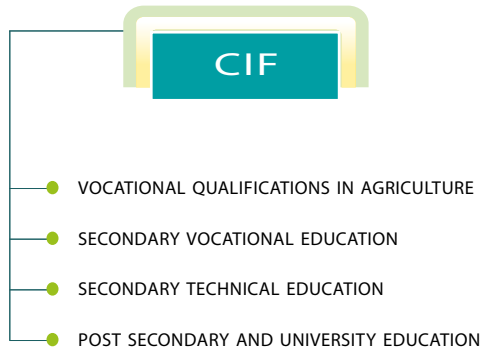 CIF
VOCATIONAL QUALIFICATIONS IN AGRICULTURE
SECONDARY VOCATIONAL EDUCATION
SECONDARY TECHNICAL EDUCATION
POST SECONDARY AND UNIVERSITY EDUCATION